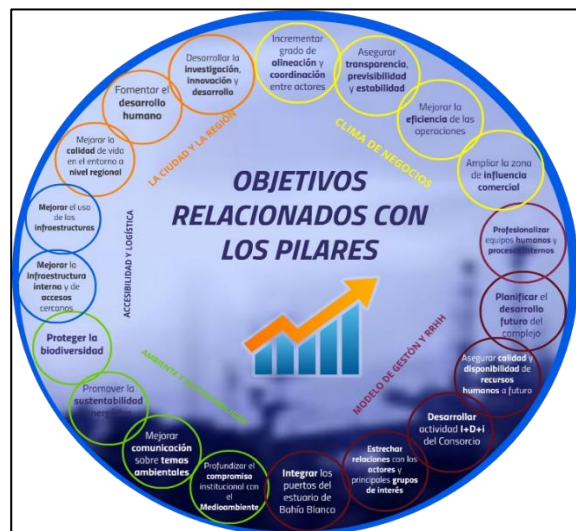 OBJETIVOS
RELACIONADOS CON
LOS PILARES
LA CIUDAD Y LA REGIÓN
Mejorar la
calidad de vida
en el entorno a
nivel regional
Fomentar el
desarrollo
humano
Desarrollar la
investigación,
innovación y
desarrollo
CLIMA DE NEGOCIOS
Incrementar
grado de
alineación y
coordinación
entre actores
Asegurar
transparencia,
previsibilidad
y estabilidad
Mejorar la
eficiencia de las
operaciones
Ampliar la zona
de influencia
comercial
MODELO DE GESTIÓN Y RRHH
Profesionalizar
equipos humanos y
procesos internos
Planificar el
desarrollo
futuro del
complejo
Asegurar calidad y
disponibilidad de
recursos
humanos a futuro
Desarrollar
actividad I+D+i
del Consorcio
Estrechar
relaciones con los
actores y
principales grupos
de interés
Integrar los
puertos del
estuario de
Bahía Blanca
AMBIENTE Y
Profundizar el
compromiso
institucional con
el
Medioambiente
Mejorar
comunicación
sobre temas
ambientales
Promover la
sustentabilidad
Proteger la
biodiversidad
ACCESIBILIDAD Y LOGÍSTICA
Mejorar la
infraestructura
interna y de
accesos
cercanos
Mejorar el uso
de las
infraestructuras